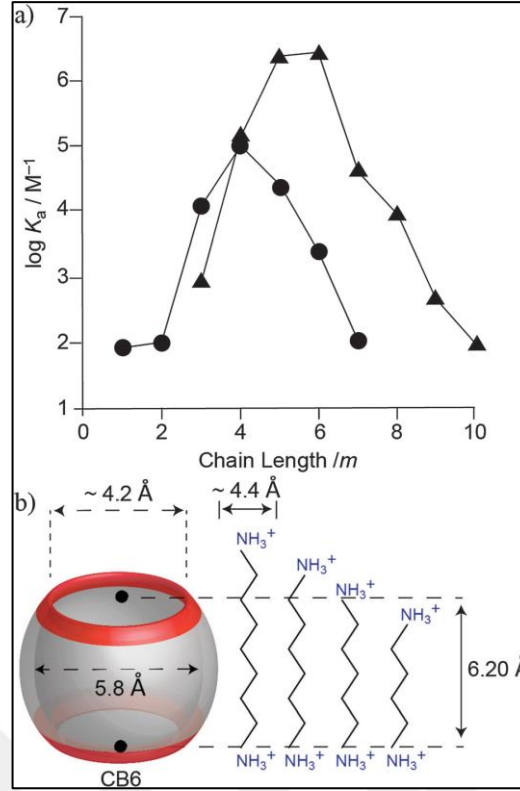 a)
7
6
5
4
3
2
1
log Kₐ / M⁻¹
0 2 4 6 8 10
Chain Length /m
b)
~ 4.2 Å
~ 4.4 Å
NH₃⁺
NH₃⁺
NH₃⁺
NH₃⁺
5.8 Å
6.20 Å
NH₃⁺ NH₃⁺ NH₃⁺ NH₃⁺
CB6